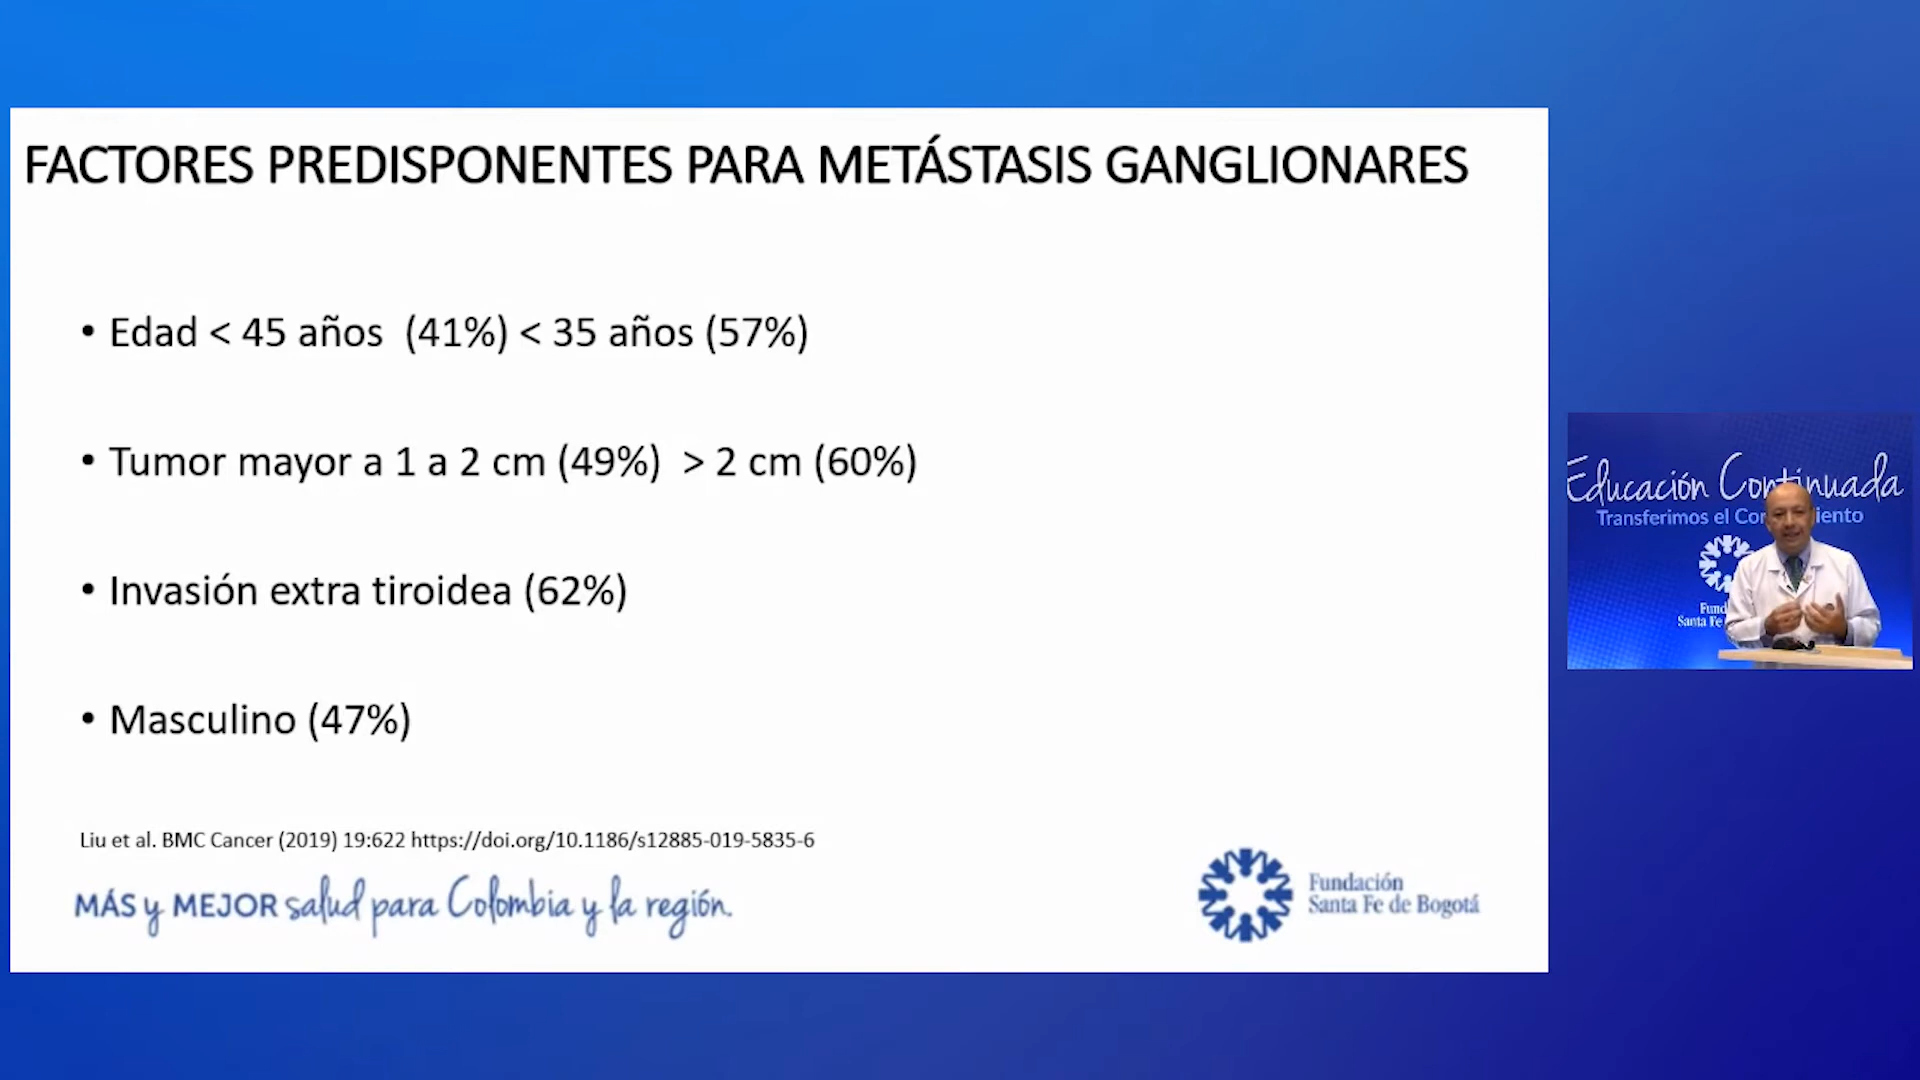 FACTORES PREDISPONENTES PARA METÁSTASIS GANGLIONARES
• Edad < 45 años (41%) < 35 años (57%)
• Tumor mayor a 1 a 2 cm (49%) > 2 cm (60%)
• Invasión extra tiroidea (62%)
• Masculino (47%)
Liu et al. BMC Cancer (2019) 19:622 https://doi.org/10.1186/s12885-019-5835-6
MÁS y MEJOR salud para Colombia y la región.
Fundación
Santa Fe de Bogotá
Educación Continuada
Transferimos el
Santa Fe